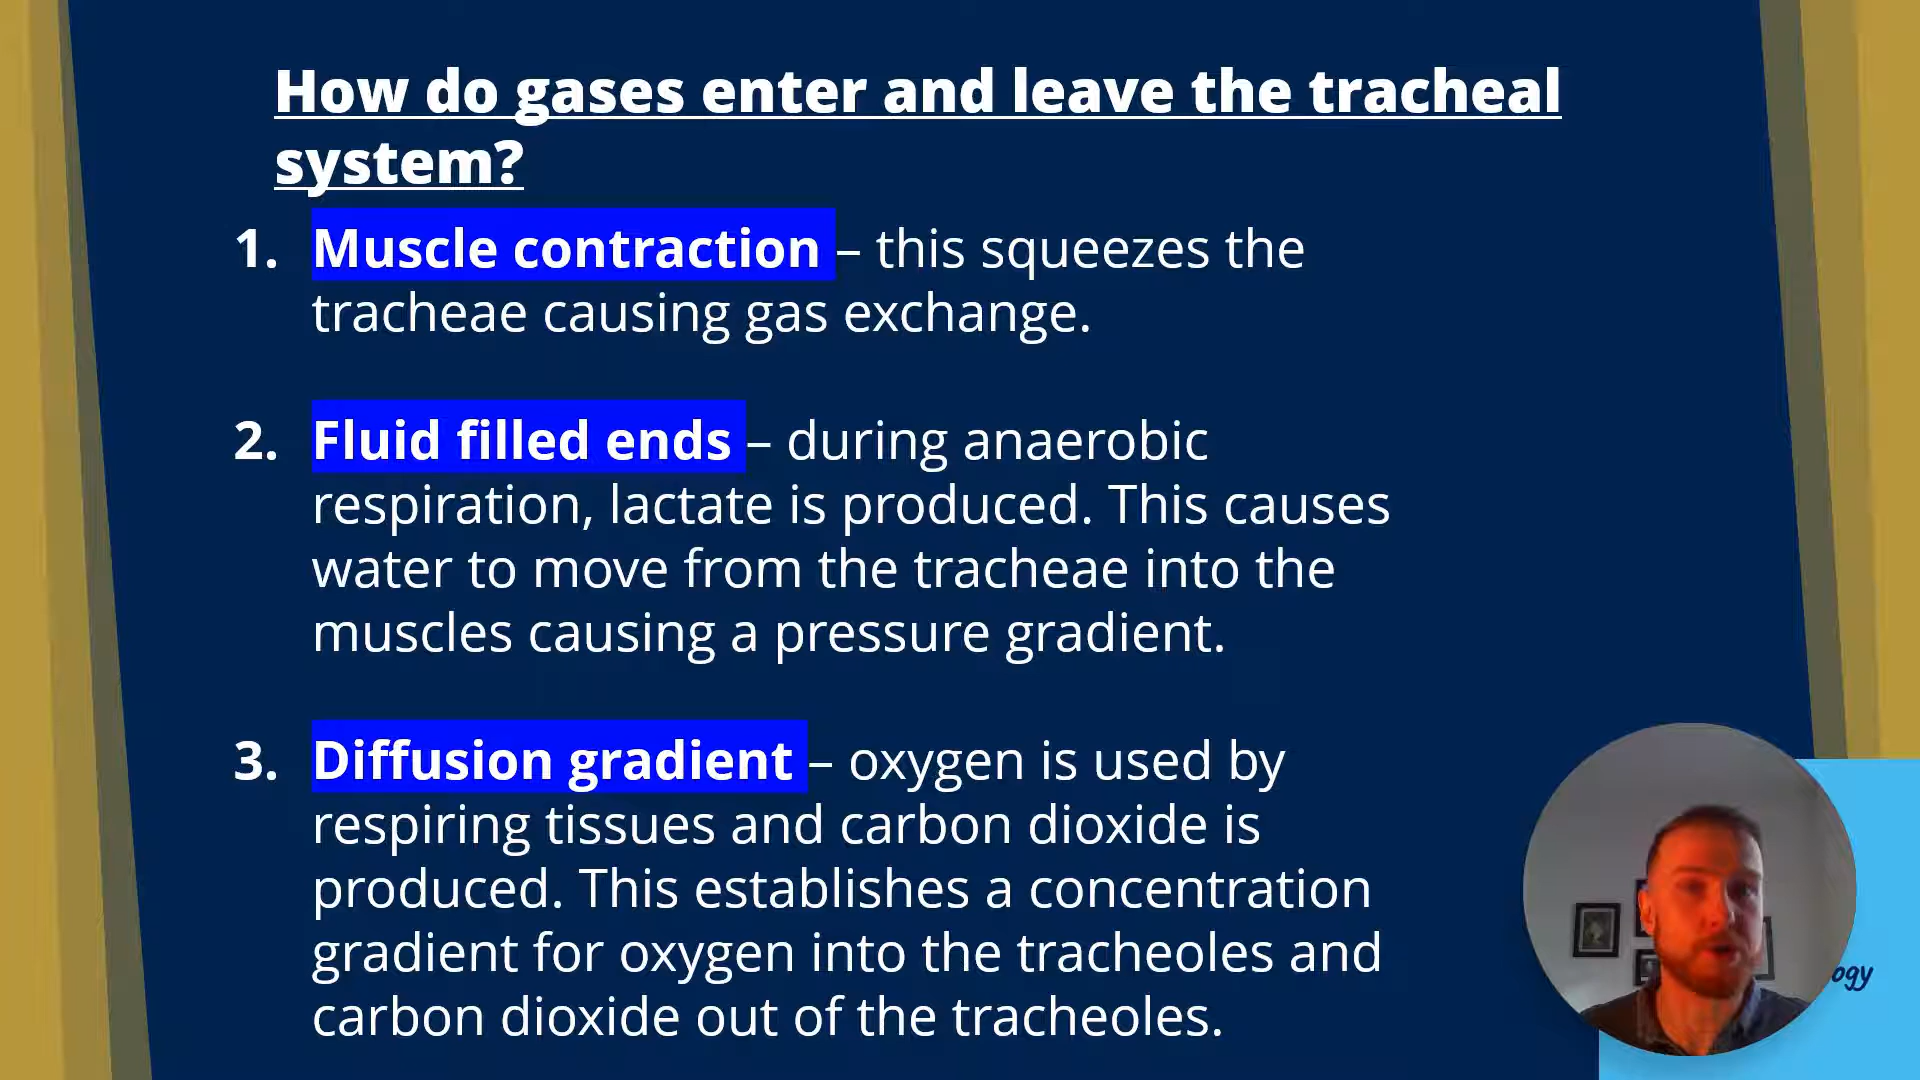 How do gases enter and leave the tracheal
system?
1. Muscle contraction – this squeezes the
tracheae causing gas exchange.
2. Fluid filled ends – during anaerobic
respiration, lactate is produced. This causes
water to move from the tracheae into the
muscles causing a pressure gradient.
3. Diffusion gradient – oxygen is used by
respiring tissues and carbon dioxide is
produced. This establishes a concentration
gradient for oxygen into the tracheoles and
carbon dioxide out of the tracheoles.
ogy